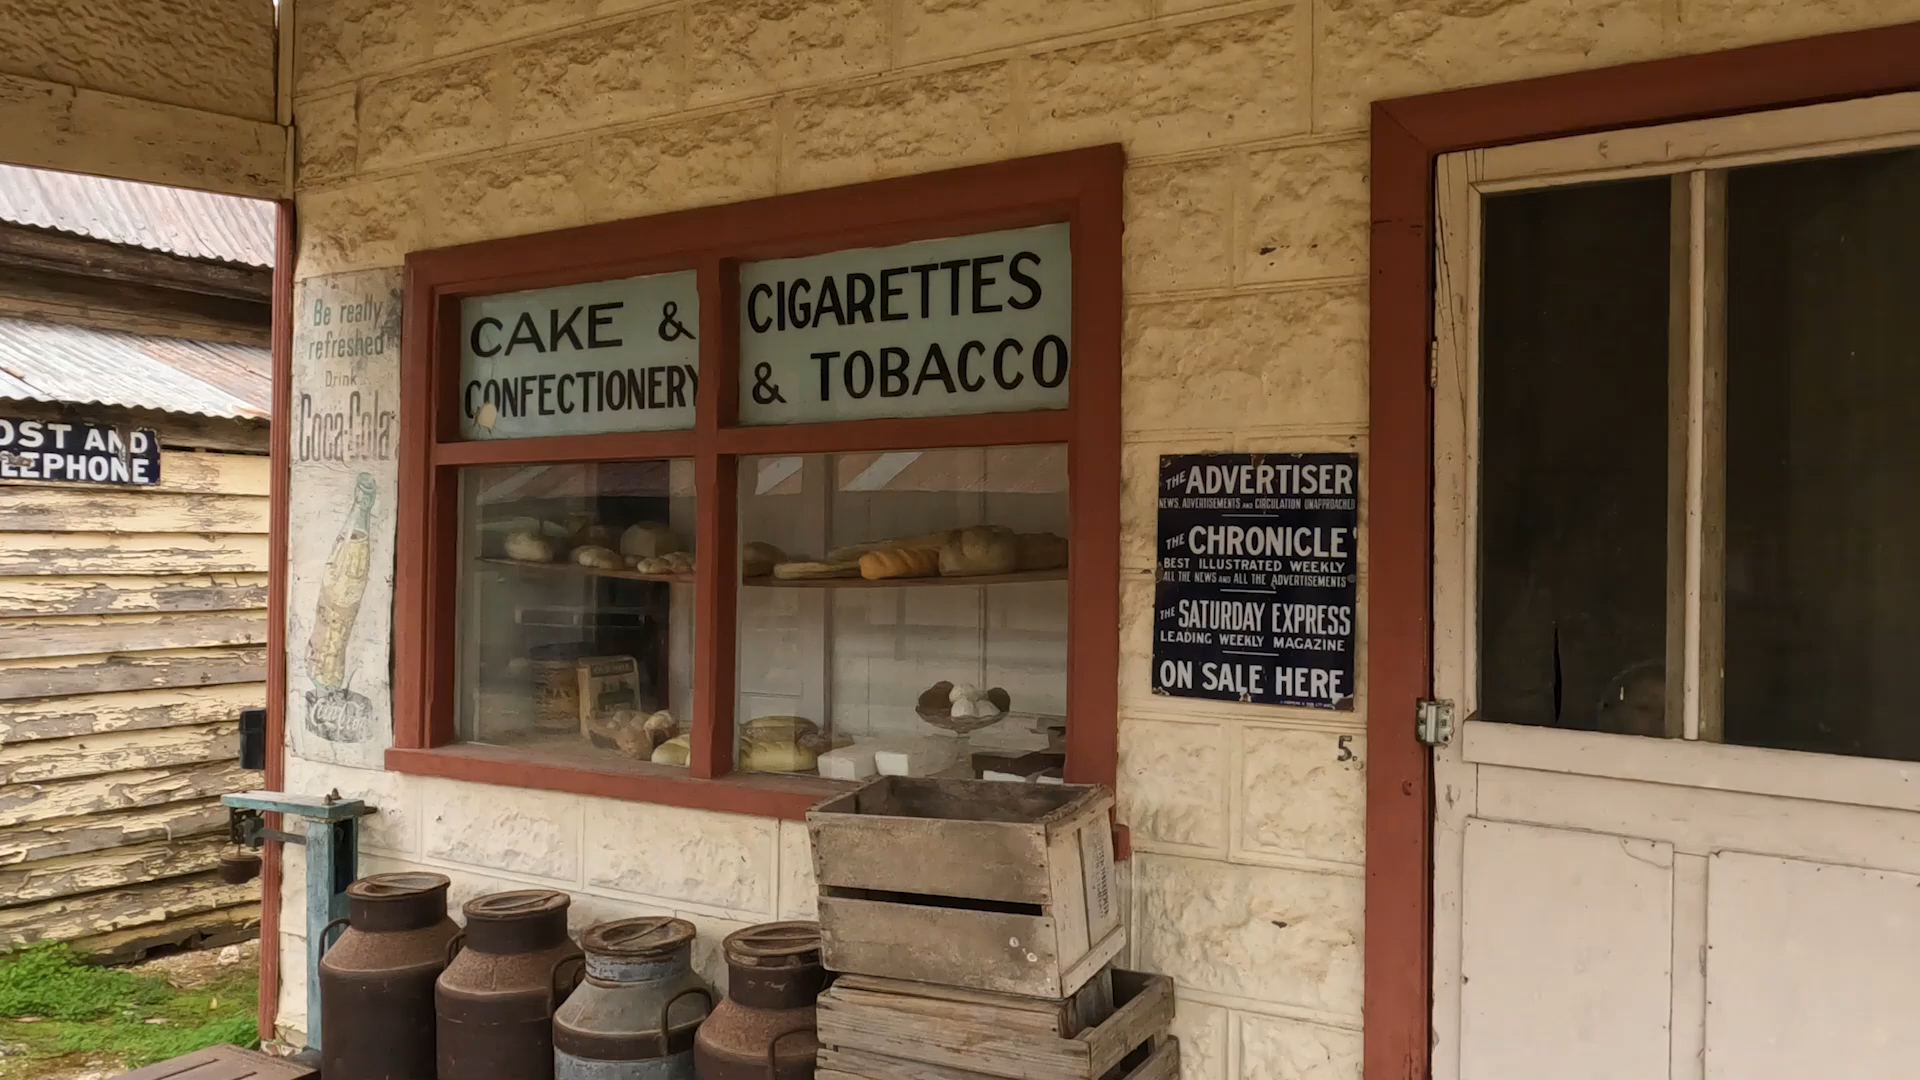 Be really
refreshed
Drink
Coca-Cola
OST AND
LEPHONE
CAKE &
CONFECTIONERY
CIGARETTES
& TOBACCO
THE ADVERTISER
NEWS, ADVERTISEMENTS AND CIRCULATION UNAPPROACHED
THE CHRONICLE
BEST ILLUSTRATED WEEKLY
ALL THE NEWS AND ALL THE ADVERTISEMENTS
THE SATURDAY EXPRESS
LEADING WEEKLY MAGAZINE
ON SALE HERE
5.
Coca-Cola